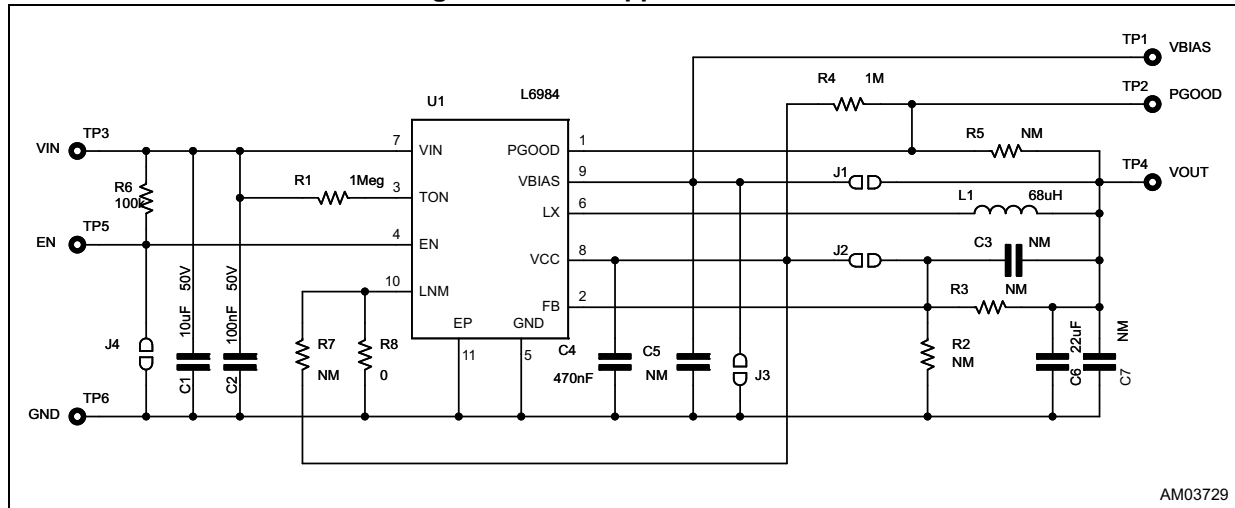 TP1
VBIAS
R4 1M
TP2
PGOOD
U1 L6984
TP3
VIN
7
VIN
PGOOD
1
R5 NM
R6
100k
R1 1Meg
3
TON
VBIAS
9
J1
TP4
VOUT
LX
6
L1 68uH
TP5
EN
4
EN
C3 NM
50V
50V
VCC
8
J2
10
LNM
R3
NM
10uF
100nF
FB
2
EP
GND
J4
R7
NM
R8
0
11
5
C4
470nF
C5
NM
J3
R2
NM
22uF
NM
C1
C2
C6
C7
TP6
GND
AM03729